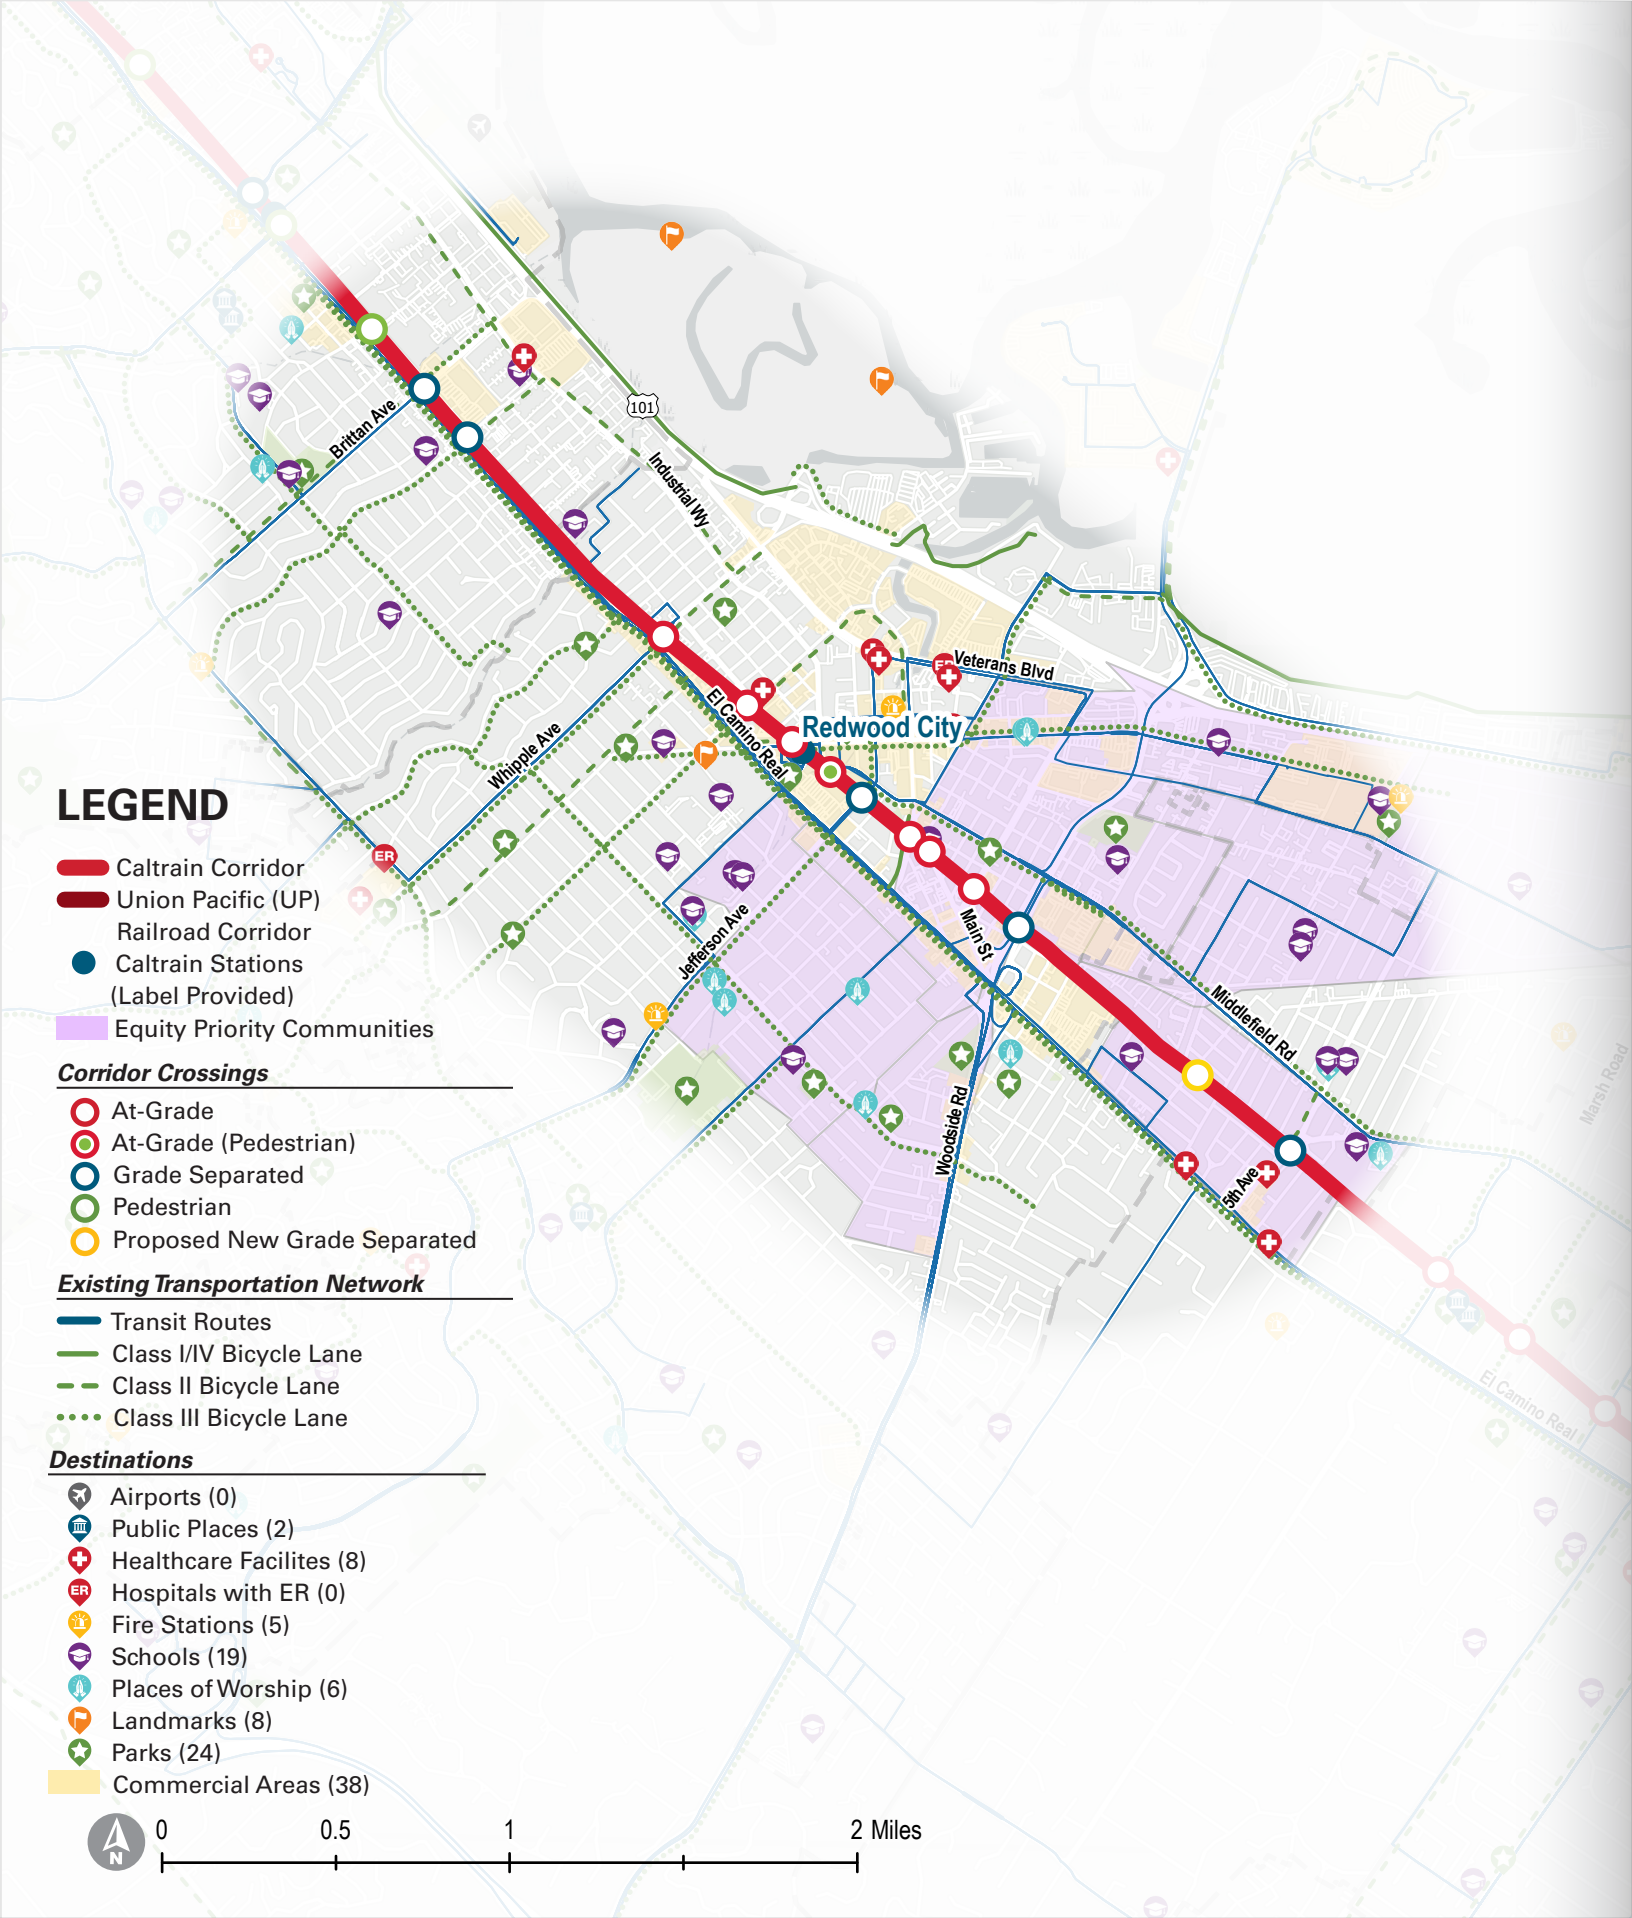 101
Industrial Wy
Brittan Ave
Veterans Blvd
El Camino Real
Redwood City
Whipple Ave
ER
ER
Jefferson Ave
Main St
Middlefield Rd
Marsh Road
Woodside Rd
5th Ave
El Camino Real
LEGEND
Caltrain Corridor
Union Pacific (UP)
Railroad Corridor
Caltrain Stations
(Label Provided)
Equity Priority Communities
Corridor Crossings
At-Grade
At-Grade (Pedestrian)
Grade Separated
Pedestrian
Proposed New Grade Separated
Existing Transportation Network
Transit Routes
Class I/IV Bicycle Lane
Class II Bicycle Lane
Class III Bicycle Lane
Destinations
Airports (0)
Public Places (2)
Healthcare Facilites (8)
ER Hospitals with ER (0)
Fire Stations (5)
Schools (19)
Places of Worship (6)
Landmarks (8)
Parks (24)
Commercial Areas (38)
N
0 0.5 1 2 Miles